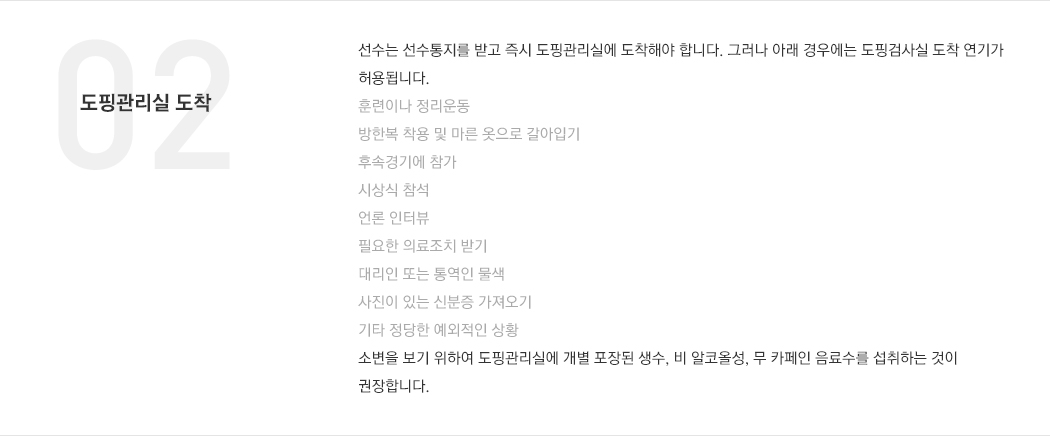 02
도핑관리실 도착
선수는 선수통지를 받고 즉시 도핑관리실에 도착해야 합니다. 그러나 아래 경우에는 도핑검사실 도착 연기가
허용됩니다.
훈련이나 정리운동
방한복 착용 및 마른 옷으로 갈아입기
후속경기에 참가
시상식 참석
언론 인터뷰
필요한 의료조치 받기
대리인 또는 통역인 물색
사진이 있는 신분증 가져오기
기타 정당한 예외적인 상황
소변을 보기 위하여 도핑관리실에 개별 포장된 생수, 비 알코올성, 무 카페인 음료수를 섭취하는 것이
권장합니다.